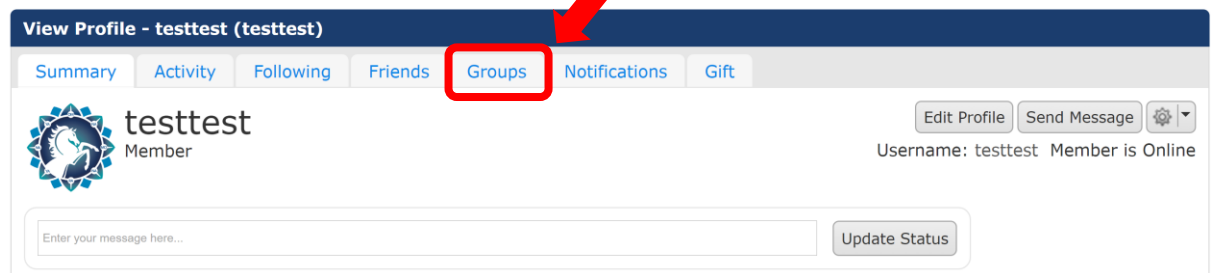 View Profile - testtest (testtest)
Summary Activity Following Friends Groups Notifications Gift
testtest
Member
Edit Profile Send Message
Username: testtest Member is Online
Enter your message here...
Update Status